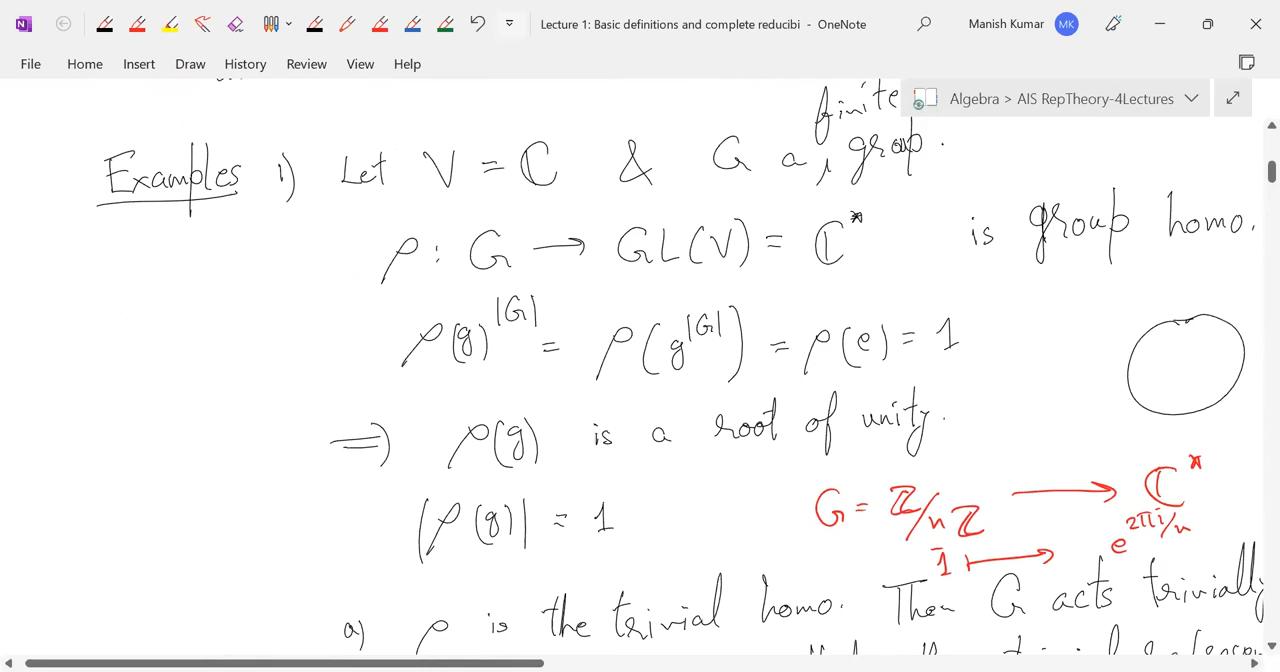 Lecture 1: Basic definitions and complete reducibi - OneNote
Manish Kumar MK
File Home Insert Draw History Review View Help
Algebra > AIS RepTheory-4Lectures
finite
Examples 1) Let V = ℂ & G a group.
ρ : G → GL(V) = ℂ* is group homo.
ρ(g)^|G| = ρ(g^|G|) = ρ(e) = 1
⇒ ρ(g) is a root of unity.
|ρ(g)| = 1
G = ℤ/nℤ → ℂ*
1̄ ↦ e^2πi/n
a) ρ is the trivial homo. Then G acts trivially